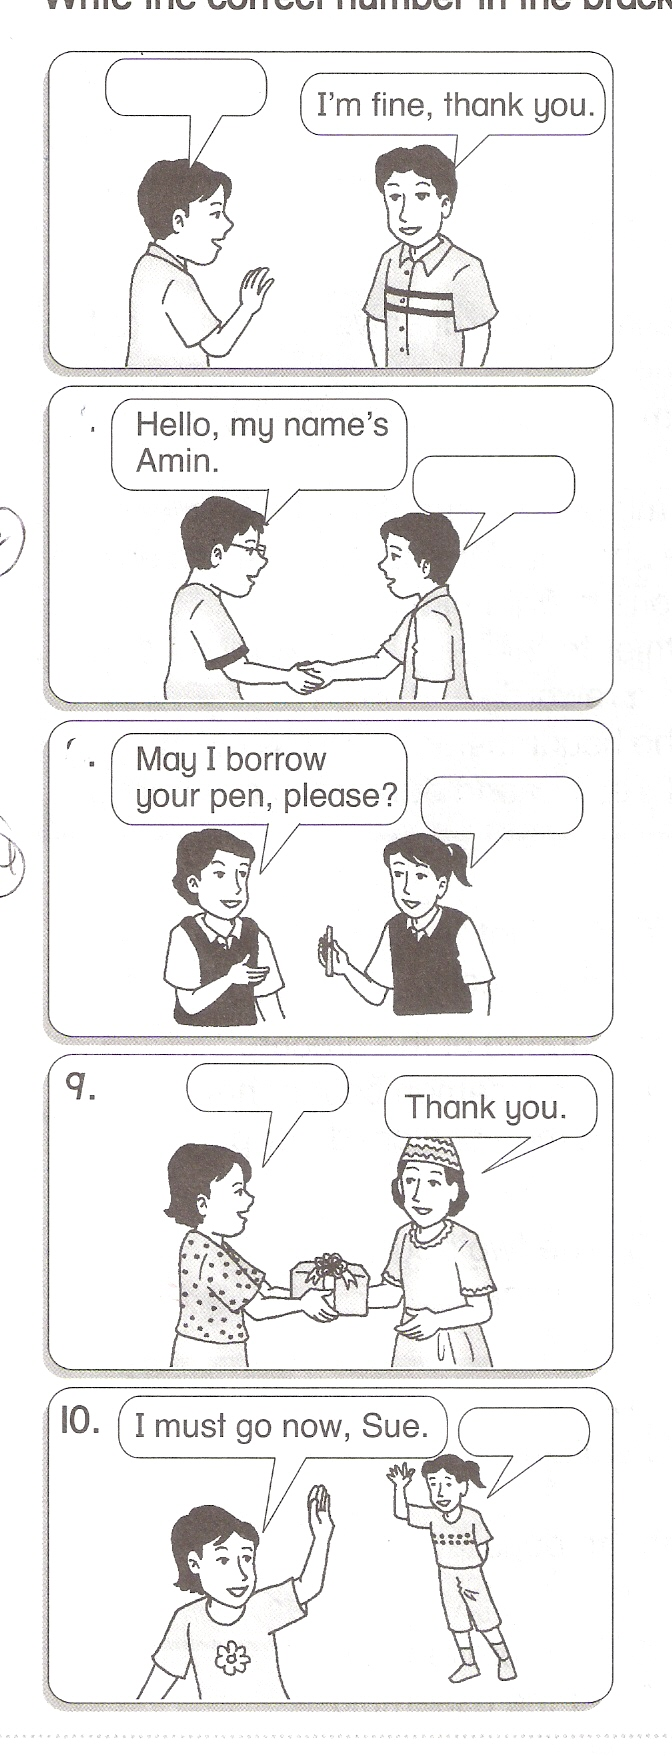 I'm fine, thank you.
Hello, my name's
Amin.
May I borrow
your pen, please?
9.
Thank you.
10.
I must go now, Sue.